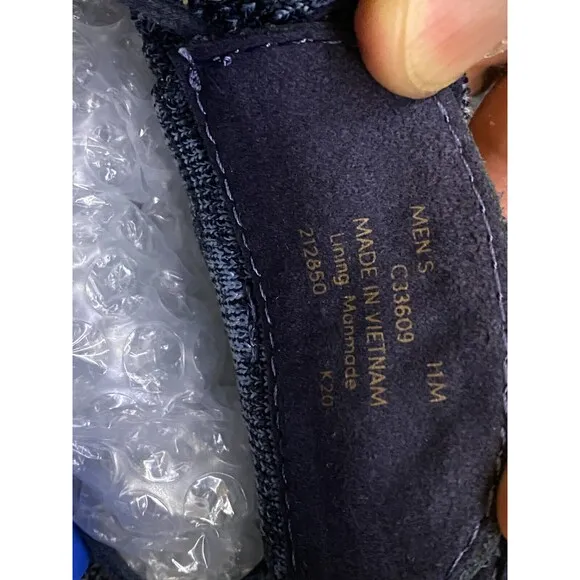 MEN'S 11M
C33609
MADE IN VIETNAM
Lining Manmade
212850 K20